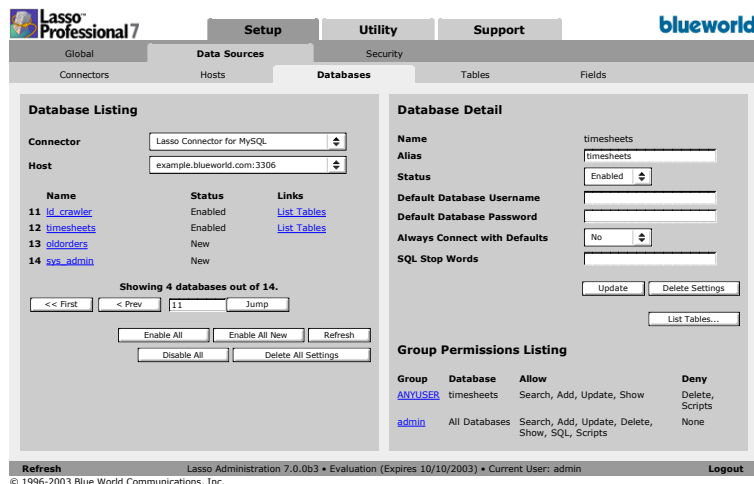 Lasso™
Professional 7
Setup Utility Support
blueworld
Global Data Sources Security
Connectors Hosts Databases Tables Fields
Database Listing
Connector Lasso Connector for MySQL
Host example.blueworld.com:3306
Name Status Links
11 ld_crawler Enabled List Tables
12 timesheets Enabled List Tables
13 oldorders New
14 sys_admin New
Showing 4 databases out of 14.
<< First < Prev 11 Jump
Enable All Enable All New Refresh
Disable All Delete All Settings
Database Detail
Name timesheets
Alias timesheets
Status Enabled
Default Database Username
Default Database Password
Always Connect with Defaults No
SQL Stop Words
Update Delete Settings
List Tables...
Group Permissions Listing
Group Database Allow Deny
ANYUSER timesheets Search, Add, Update, Show Delete,
Scripts
admin All Databases Search, Add, Update, Delete, None
Show, SQL, Scripts
Refresh Lasso Administration 7.0.0b3 • Evaluation (Expires 10/10/2003) • Current User: admin Logout
© 1996-2003 Blue World Communications, Inc.